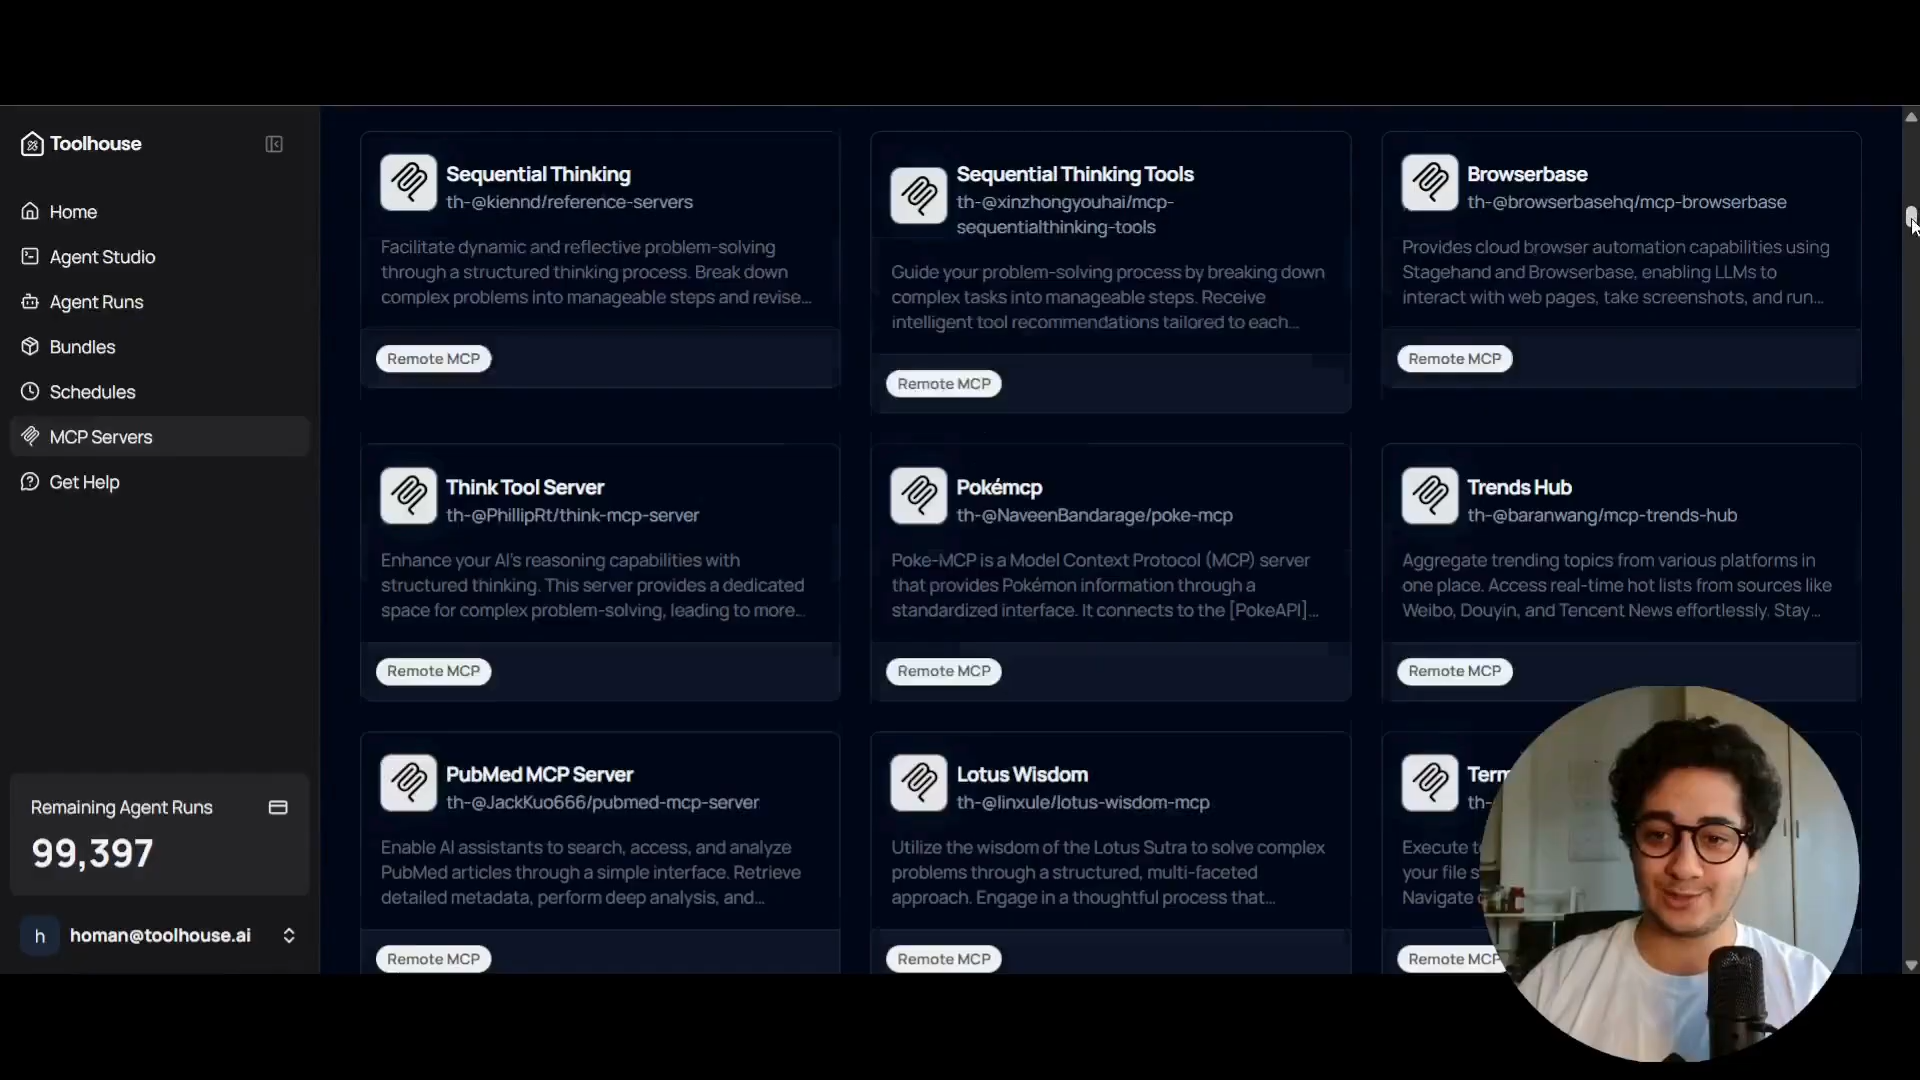 Toolhouse
Home
Agent Studio
Agent Runs
Bundles
Schedules
MCP Servers
Get Help
Remaining Agent Runs
99,397
h
homan@toolhouse.ai
Sequential Thinking
th-@kiennd/reference-servers
Facilitate dynamic and reflective problem-solving
through a structured thinking process. Break down
complex problems into manageable steps and revise...
Remote MCP
Sequential Thinking Tools
th-@xinzhongyouhai/mcp-
sequentialthinking-tools
Guide your problem-solving process by breaking down
complex tasks into manageable steps. Receive
intelligent tool recommendations tailored to each...
Remote MCP
Browserbase
th-@browserbasehq/mcp-browserbase
Provides cloud browser automation capabilities using
Stagehand and Browserbase, enabling LLMs to
interact with web pages, take screenshots, and run...
Remote MCP
Think Tool Server
th-@PhillipRt/think-mcp-server
Enhance your AI's reasoning capabilities with
structured thinking. This server provides a dedicated
space for complex problem-solving, leading to more...
Remote MCP
Pokémcp
th-@NaveenBandarage/poke-mcp
Poke-MCP is a Model Context Protocol (MCP) server
that provides Pokémon information through a
standardized interface. It connects to the [PokeAPI]...
Remote MCP
Trends Hub
th-@baranwang/mcp-trends-hub
Aggregate trending topics from various platforms in
one place. Access real-time hot lists from sources like
Weibo, Douyin, and Tencent News effortlessly. Stay...
Remote MCP
PubMed MCP Server
th-@JackKuo666/pubmed-mcp-server
Enable AI assistants to search, access, and analyze
PubMed articles through a simple interface. Retrieve
detailed metadata, perform deep analysis, and...
Remote MCP
Lotus Wisdom
th-@linxule/lotus-wisdom-mcp
Utilize the wisdom of the Lotus Sutra to solve complex
problems through a structured, multi-faceted
approach. Engage in a thoughtful process that...
Remote MCP
th-
Execute
your file
Navigate
Remote MCP